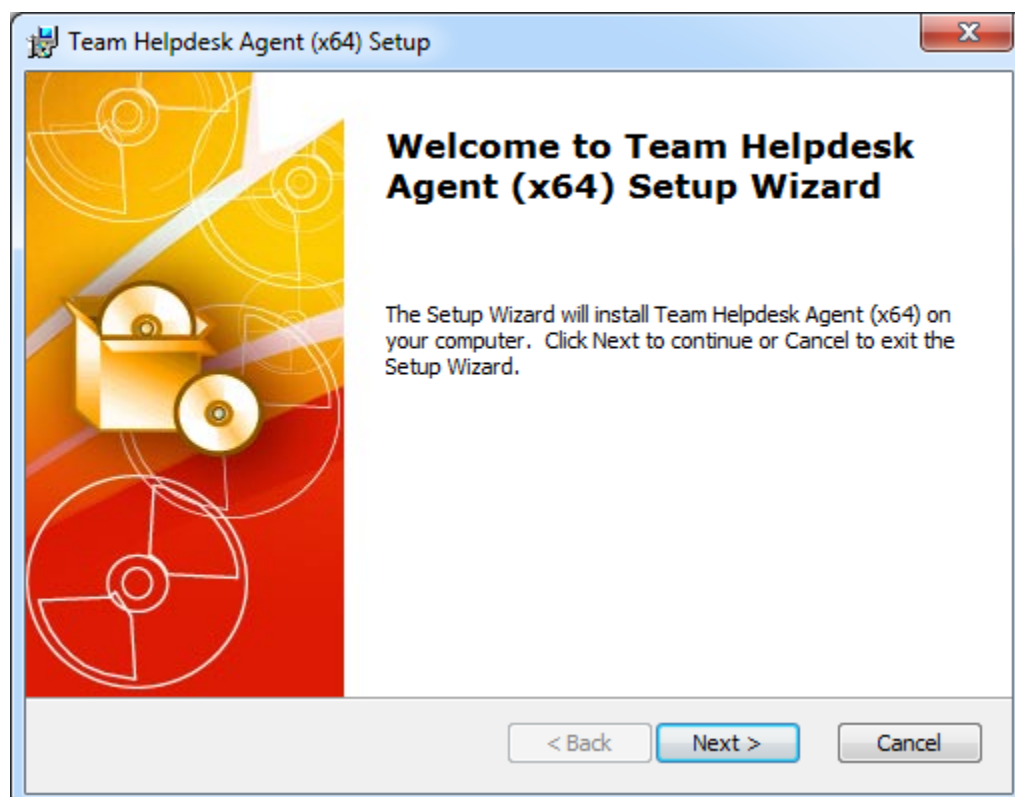 Team Helpdesk Agent (x64) Setup
Welcome to Team Helpdesk
Agent (x64) Setup Wizard
The Setup Wizard will install Team Helpdesk Agent (x64) on
your computer.  Click Next to continue or Cancel to exit the
Setup Wizard.
< Back
Next >
Cancel